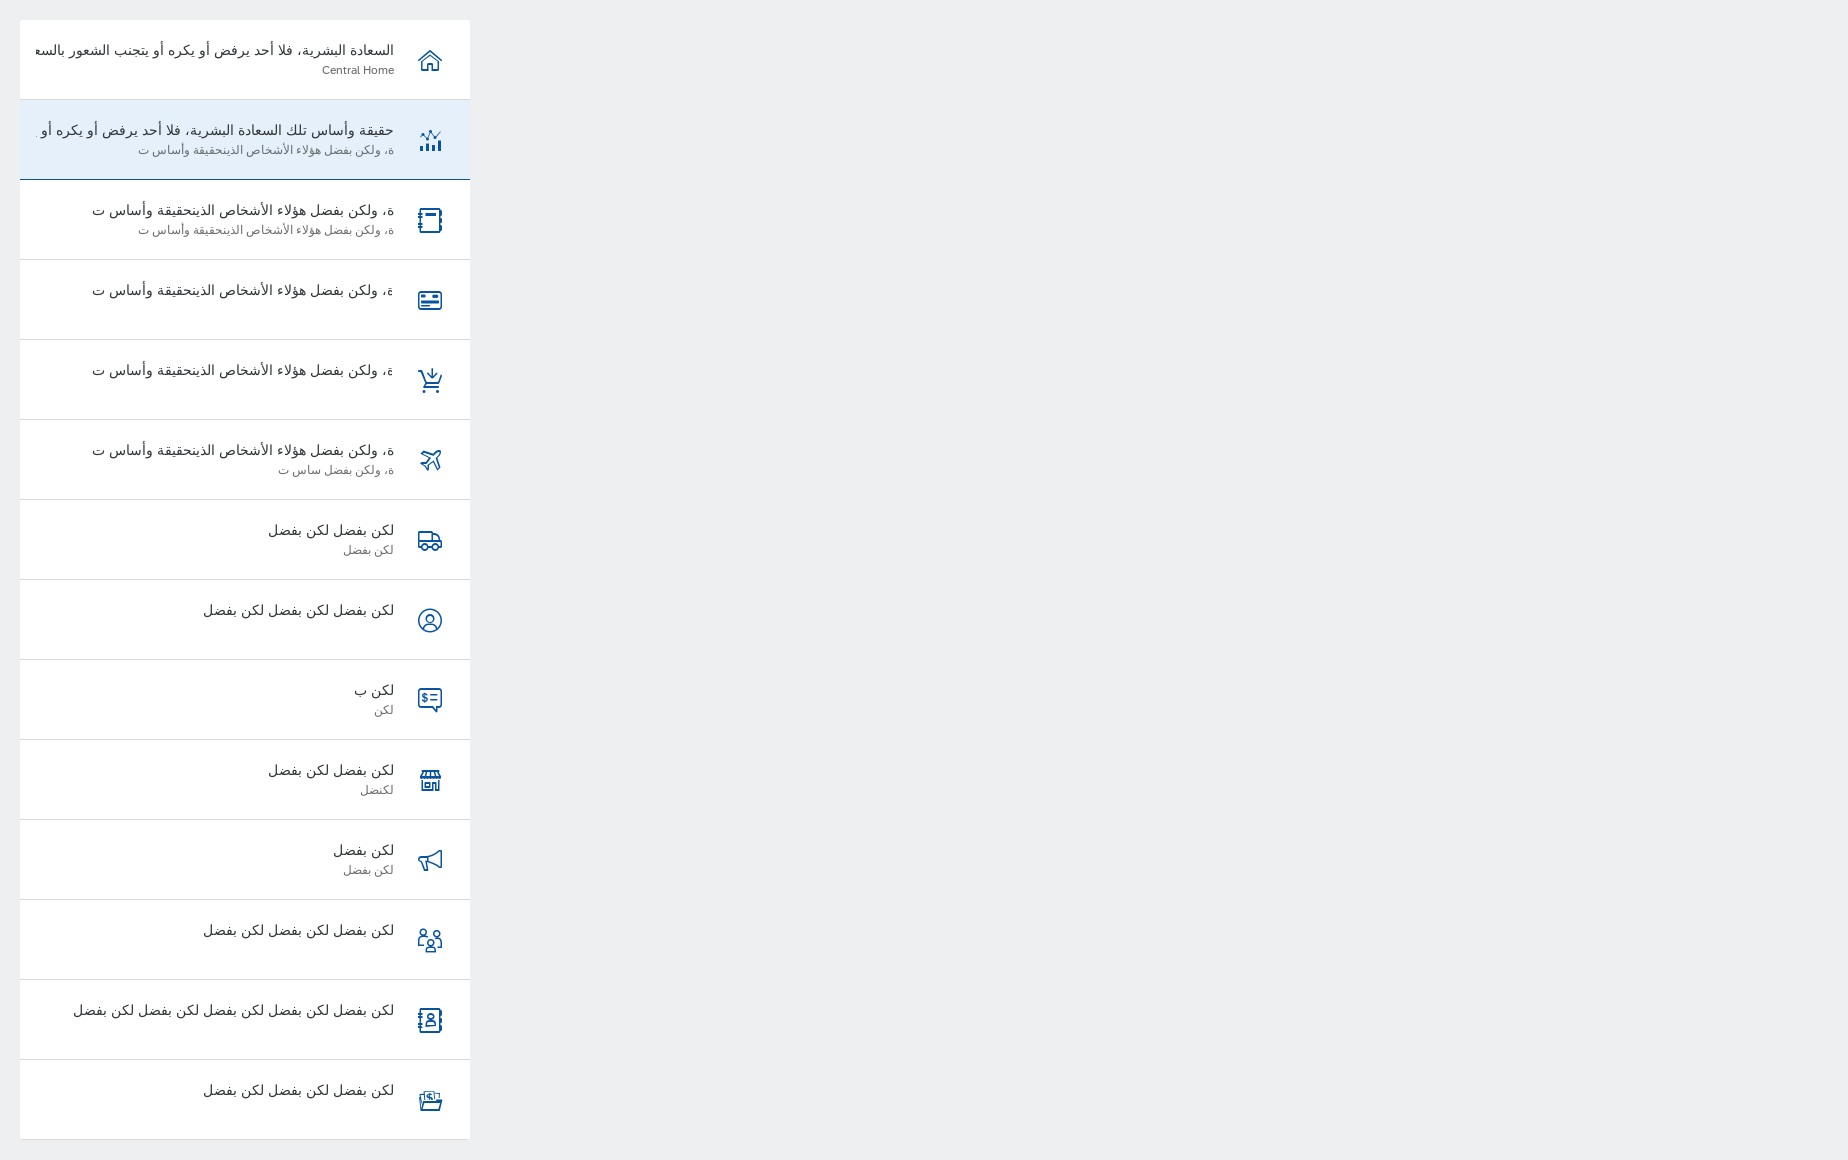 السعادة البشرية، فلا أحد يرفض أو يكره أو يتجنب الشعور بالسع
Central Home
حقيقة وأساس تلك السعادة البشرية، فلا أحد يرفض أو يكره أو
ة، ولكن بفضل هؤلاء الأشخاص الذينحقيقة وأساس ت
ة، ولكن بفضل هؤلاء الأشخاص الذينحقيقة وأساس ت
ة، ولكن بفضل هؤلاء الأشخاص الذينحقيقة وأساس ت
ة، ولكن بفضل هؤلاء الأشخاص الذينحقيقة وأساس ت
ة، ولكن بفضل هؤلاء الأشخاص الذينحقيقة وأساس ت
ة، ولكن بفضل هؤلاء الأشخاص الذينحقيقة وأساس ت
ة، ولكن بفضل ساس ت
لكن بفضل لكن بفضل
لكن بفضل
لكن بفضل لكن بفضل لكن بفضل
لكن ب
لكن
لكن بفضل لكن بفضل
لكنضل
لكن بفضل
لكن بفضل
لكن بفضل لكن بفضل لكن بفضل
لكن بفضل لكن بفضل لكن بفضل لكن بفضل لكن بفضل
لكن بفضل لكن بفضل لكن بفضل